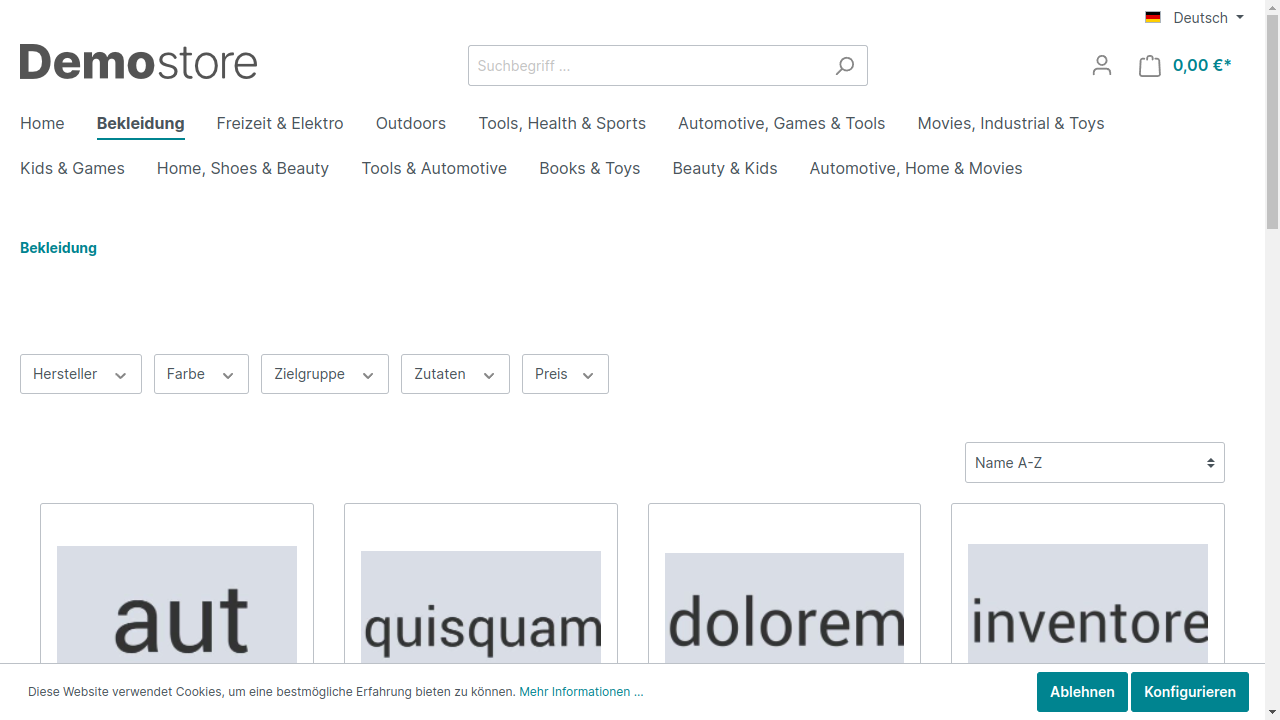 Deutsch
Demostore
Suchbegriff ...
0,00 €*
Home Bekleidung Freizeit & Elektro Outdoors Tools, Health & Sports Automotive, Games & Tools Movies, Industrial & Toys
Kids & Games Home, Shoes & Beauty Tools & Automotive Books & Toys Beauty & Kids Automotive, Home & Movies
Bekleidung
Hersteller Farbe Zielgruppe Zutaten Preis
Name A-Z
aut quisquam dolorem inventore
Diese Website verwendet Cookies, um eine bestmögliche Erfahrung bieten zu können. Mehr Informationen ... Ablehnen Konfigurieren